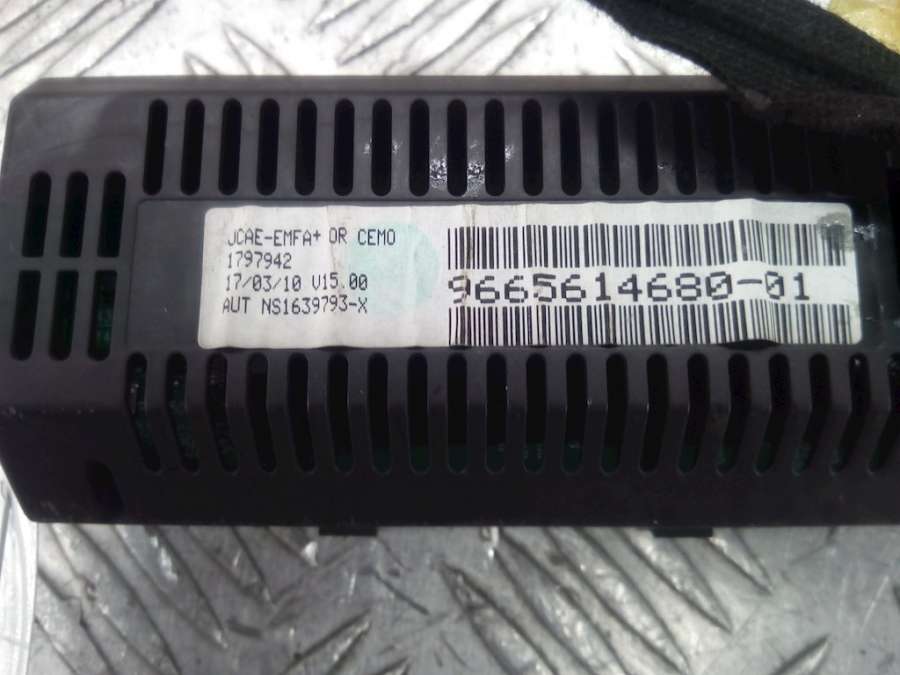 JCAE-EMFA+ OR CEMO
1797942
17/03/10 V15.00
AUT NS1639793-X
9665614680-01